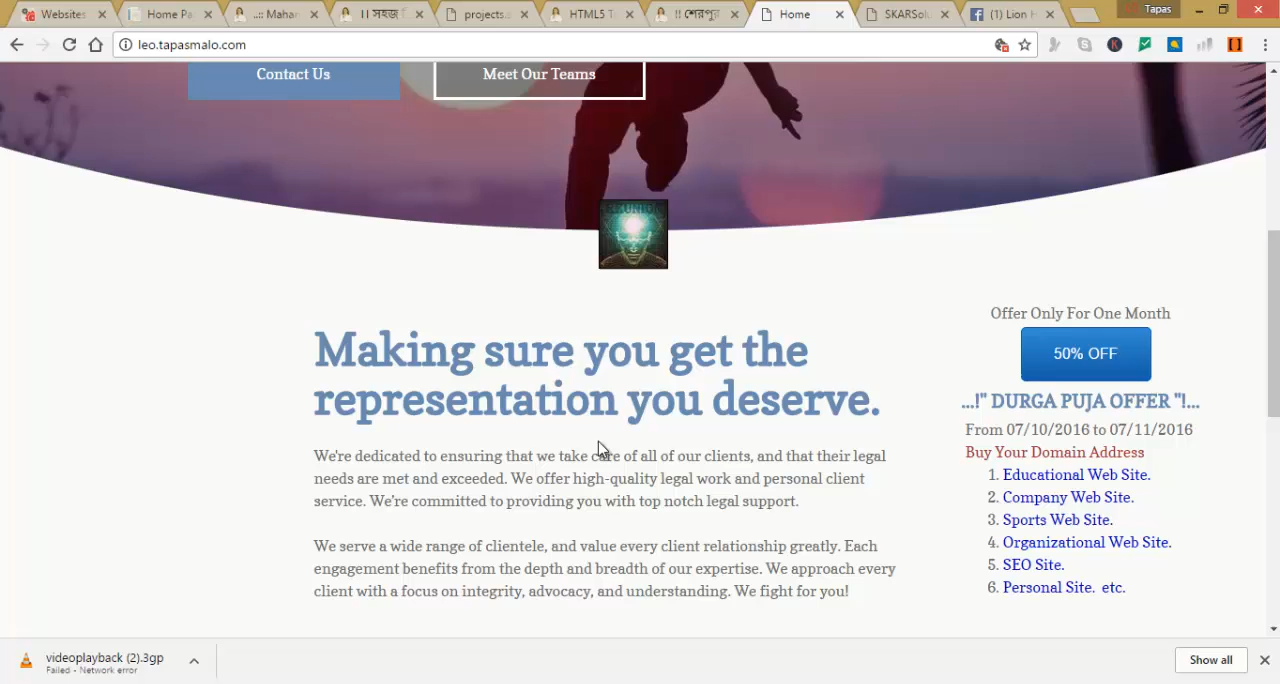 Websites
Home Pa
..:: Mahar
। । সহজ
projects.
HTML5 T
!! শেরপুর
Home
SKARSolu
(1) Lion H
Tapas
leo.tapasmalo.com
Contact Us
Meet Our Teams
REUNION
Making sure you get the
representation you deserve.
We're dedicated to ensuring that we take care of all of our clients, and that their legal
needs are met and exceeded. We offer high-quality legal work and personal client
service. We're committed to providing you with top notch legal support.
We serve a wide range of clientele, and value every client relationship greatly. Each
engagement benefits from the depth and breadth of our expertise. We approach every
client with a focus on integrity, advocacy, and understanding. We fight for you!
Offer Only For One Month
50% OFF
...!" DURGA PUJA OFFER "!...
From 07/10/2016 to 07/11/2016
Buy Your Domain Address
1. Educational Web Site.
2. Company Web Site.
3. Sports Web Site.
4. Organizational Web Site.
5. SEO Site.
6. Personal Site. etc.
videoplayback (2).3gp
Failed - Network error
Show all